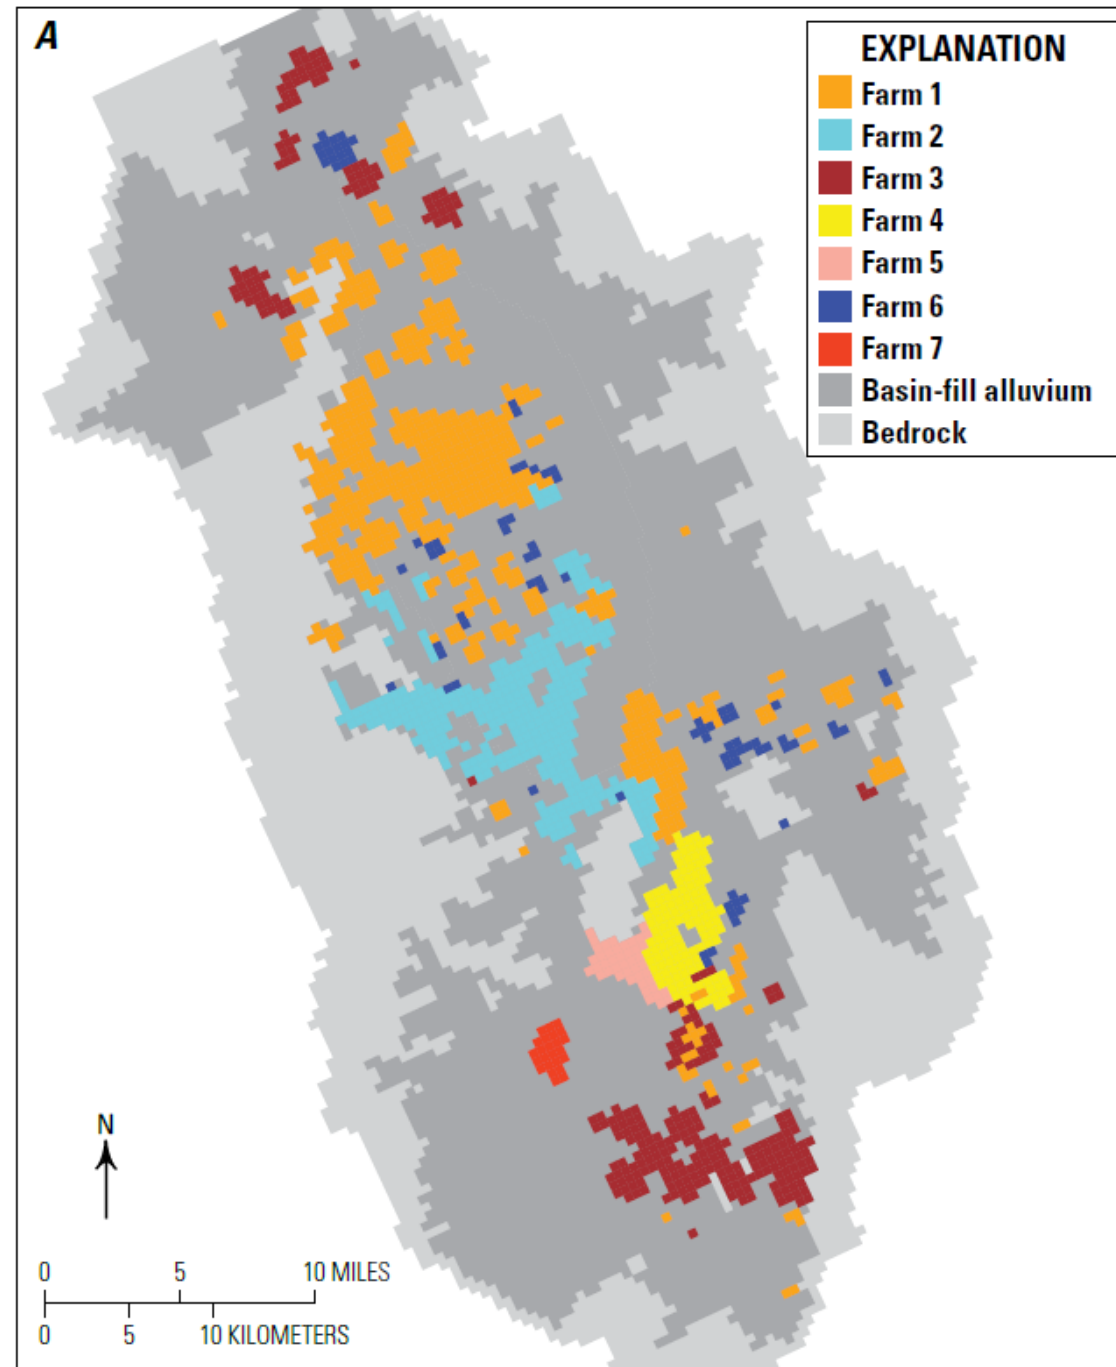 A
EXPLANATION
Farm 1
Farm 2
Farm 3
Farm 4
Farm 5
Farm 6
Farm 7
Basin-fill alluvium
Bedrock
N
0 5 10 MILES
0 5 10 KILOMETERS